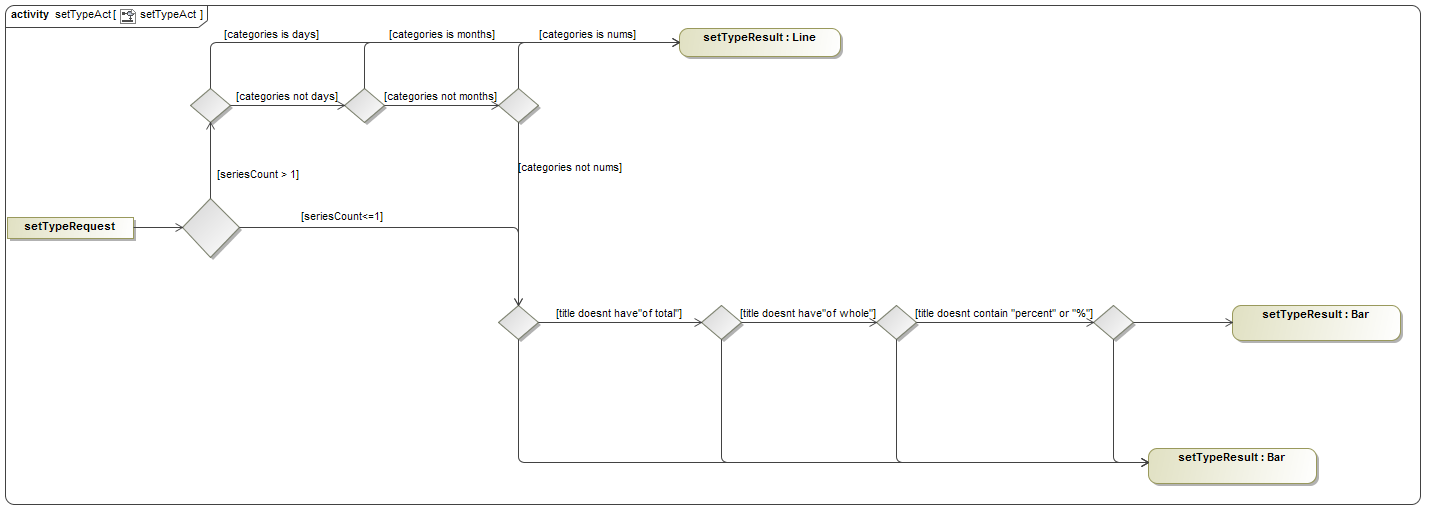 activity setTypeAct [ setTypeAct ]
[categories is days]
[categories is months]
[categories is nums]
setTypeResult : Line
[categories not days]
[categories not months]
[categories not nums]
[seriesCount > 1]
[seriesCount<=1]
setTypeRequest
[title doesnt have"of total"]
[title doesnt have"of whole"]
[title doesnt contain "percent" or "%"]
setTypeResult : Bar
setTypeResult : Bar